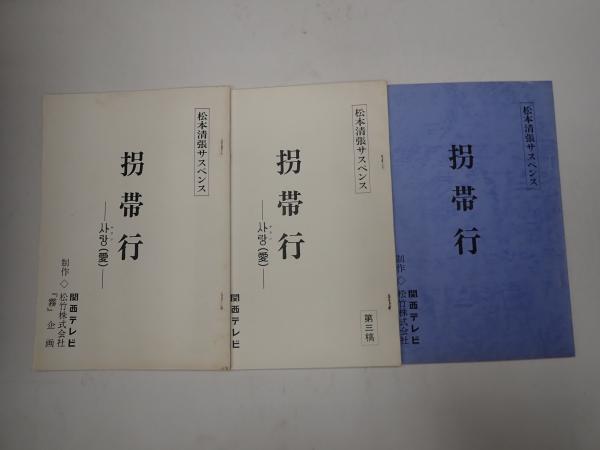 松本清張サスペンス
拐帯行
――사랑(愛)――
制作◇
関西テレビ
松竹株式会社
『霧』企画
松本清張サスペンス
拐帯行
――사랑(愛)――
第三稿
関西テレビ
松本清張サスペンス
拐帯行
制作◇
関西テレビ
松竹株式会社